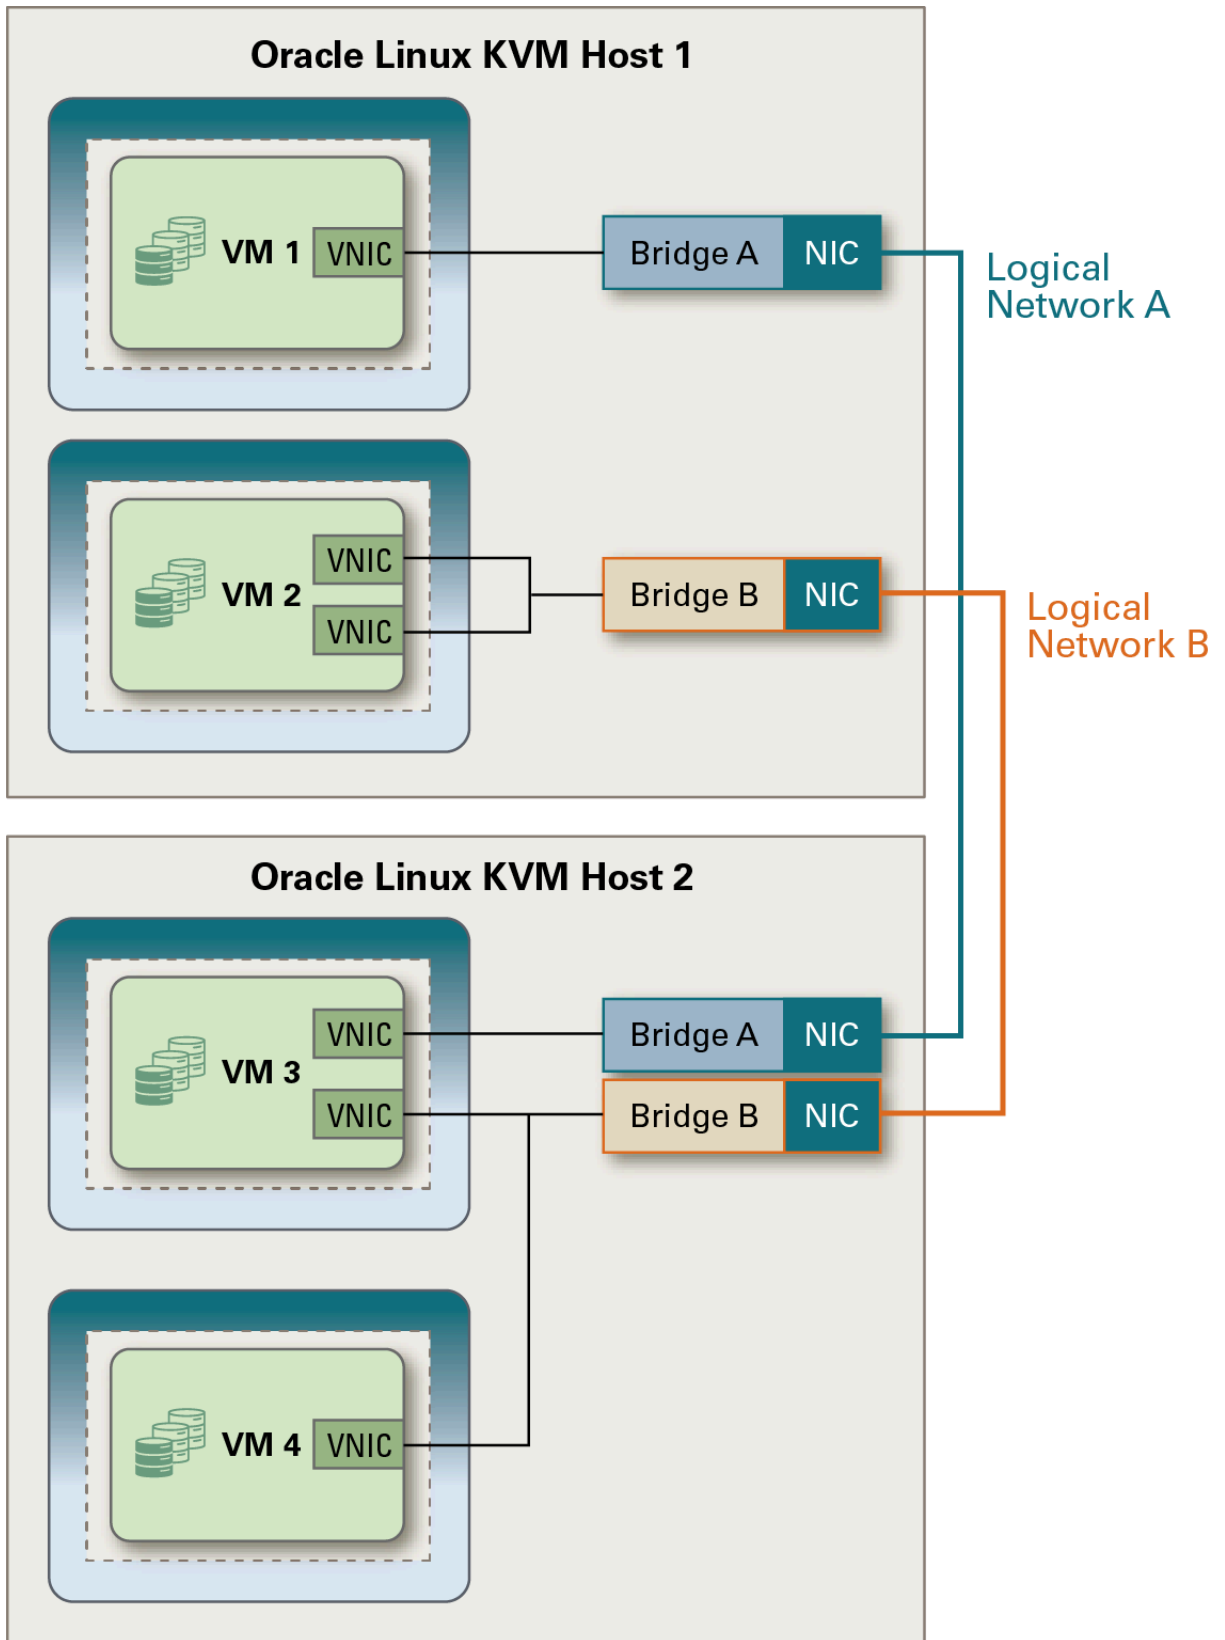 Oracle Linux KVM Host 1
VM 1
VNIC
Bridge A
NIC
Logical
Network A
VM 2
VNIC
VNIC
Bridge B
NIC
Logical
Network B
Oracle Linux KVM Host 2
VM 3
VNIC
VNIC
Bridge A
NIC
Bridge B
NIC
VM 4
VNIC